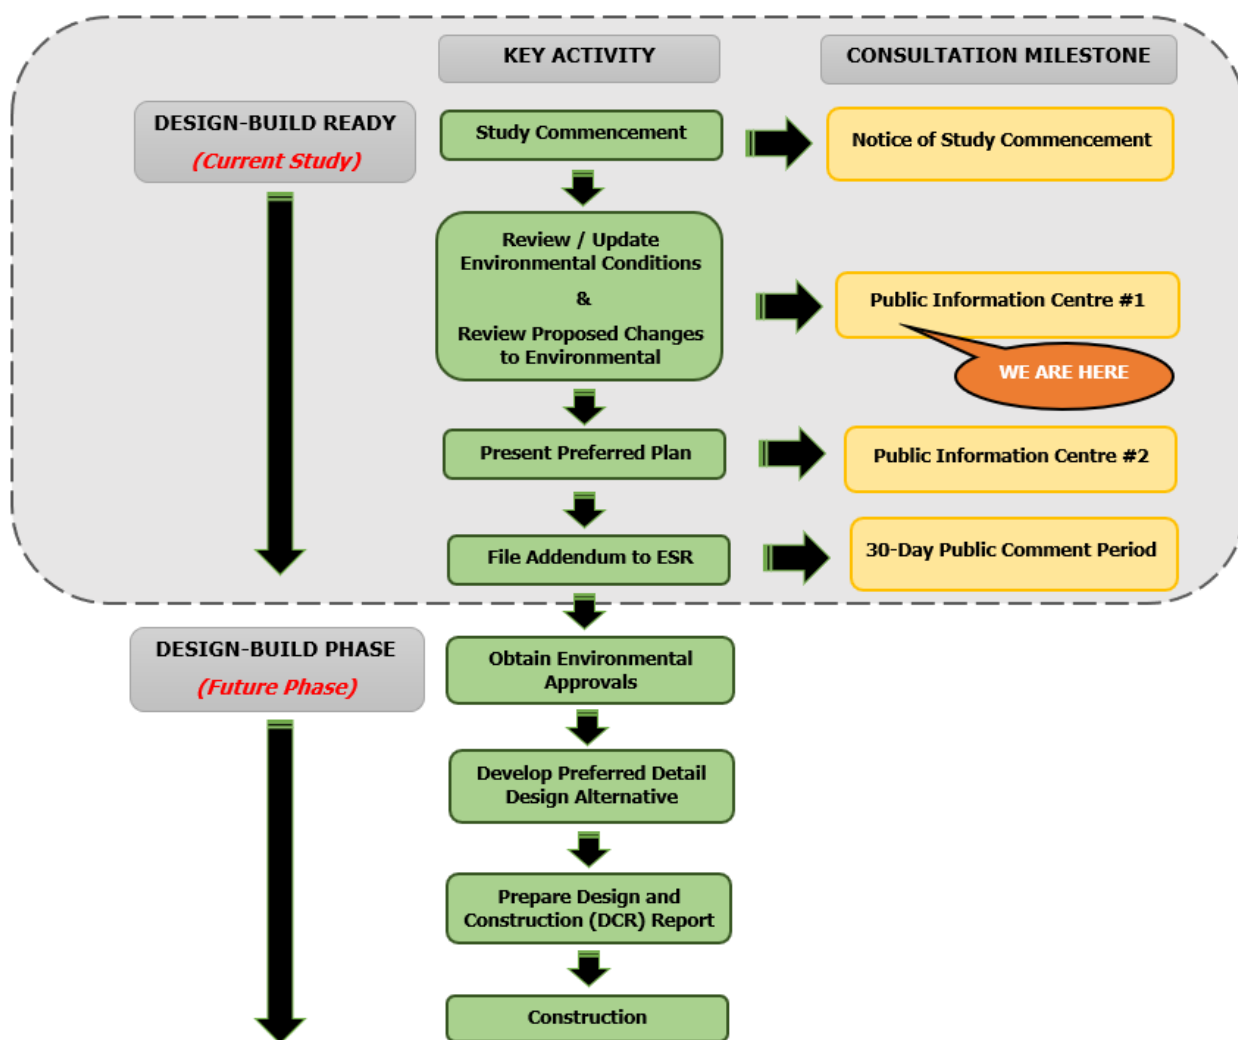 KEY ACTIVITY
CONSULTATION MILESTONE
DESIGN-BUILD READY
(Current Study)
Study Commencement
Notice of Study Commencement
Review / Update
Environmental Conditions
&
Review Proposed Changes
to Environmental
Public Information Centre #1
WE ARE HERE
Present Preferred Plan
Public Information Centre #2
File Addendum to ESR
30-Day Public Comment Period
DESIGN-BUILD PHASE
(Future Phase)
Obtain Environmental
Approvals
Develop Preferred Detail
Design Alternative
Prepare Design and
Construction (DCR) Report
Construction